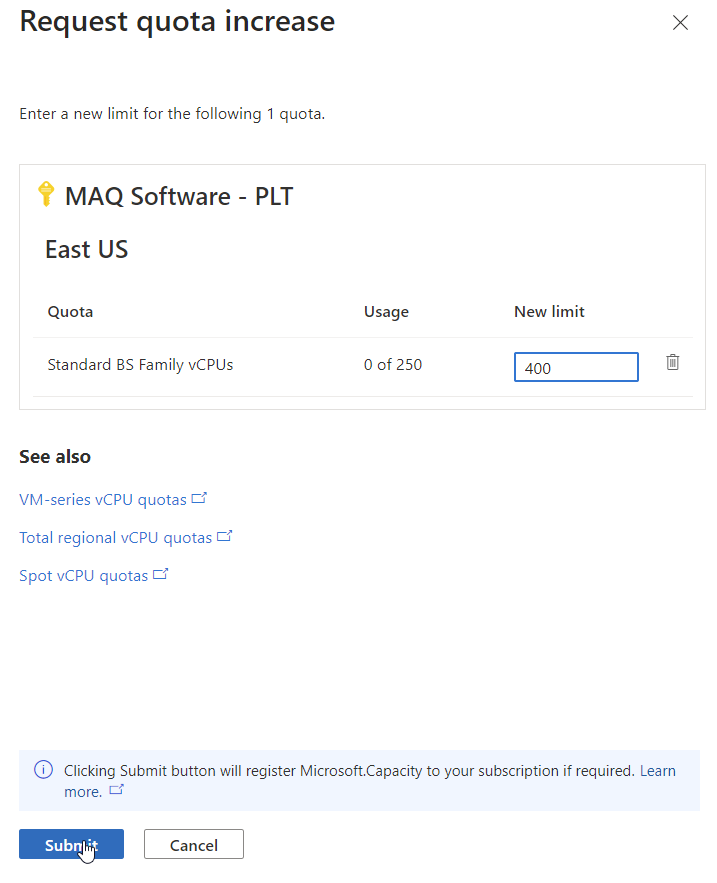 Request quota increase
Enter a new limit for the following 1 quota.
MAQ Software - PLT
East US
Quota Usage New limit
Standard BS Family vCPUs 0 of 250 400
See also
VM-series vCPU quotas
Total regional vCPU quotas
Spot vCPU quotas
Clicking Submit button will register Microsoft.Capacity to your subscription if required. Learn
more.
Submit Cancel